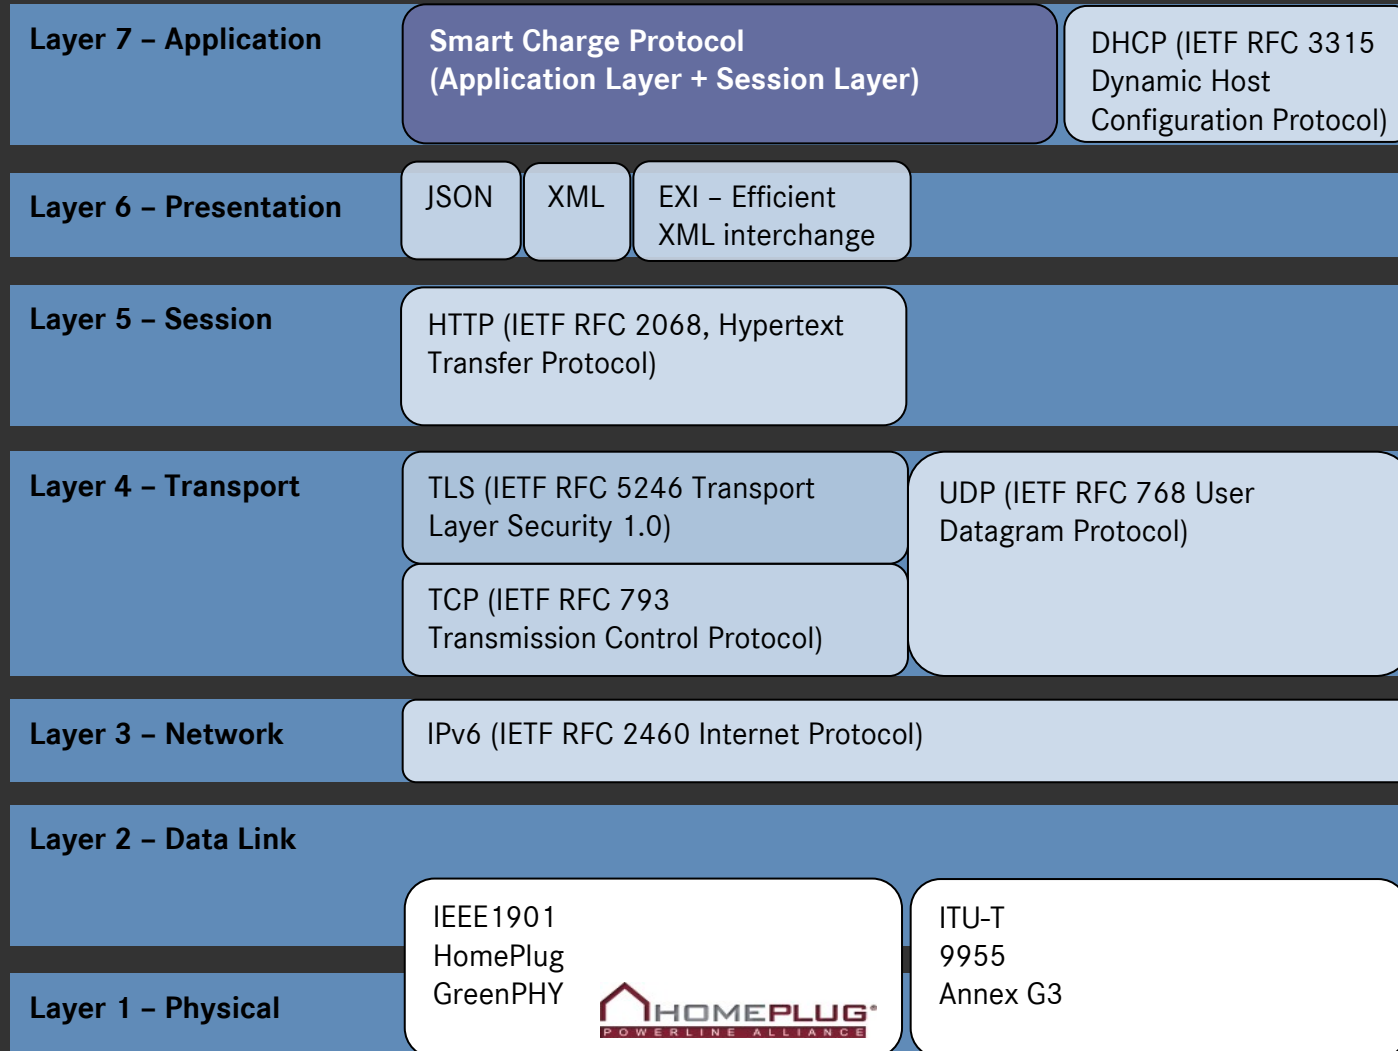 Layer 7 – Application
Smart Charge Protocol
(Application Layer + Session Layer)
DHCP (IETF RFC 3315
Dynamic Host
Configuration Protocol)
Layer 6 – Presentation
JSON
XML
EXI – Efficient
XML interchange
Layer 5 – Session
HTTP (IETF RFC 2068, Hypertext
Transfer Protocol)
Layer 4 – Transport
TLS (IETF RFC 5246 Transport
Layer Security 1.0)
UDP (IETF RFC 768 User
Datagram Protocol)
TCP (IETF RFC 793
Transmission Control Protocol)
Layer 3 – Network
IPv6 (IETF RFC 2460 Internet Protocol)
Layer 2 – Data Link
IEEE1901
HomePlug
GreenPHY
HOMEPLUG®
POWERLINE ALLIANCE
ITU-T
9955
Annex G3
Layer 1 – Physical